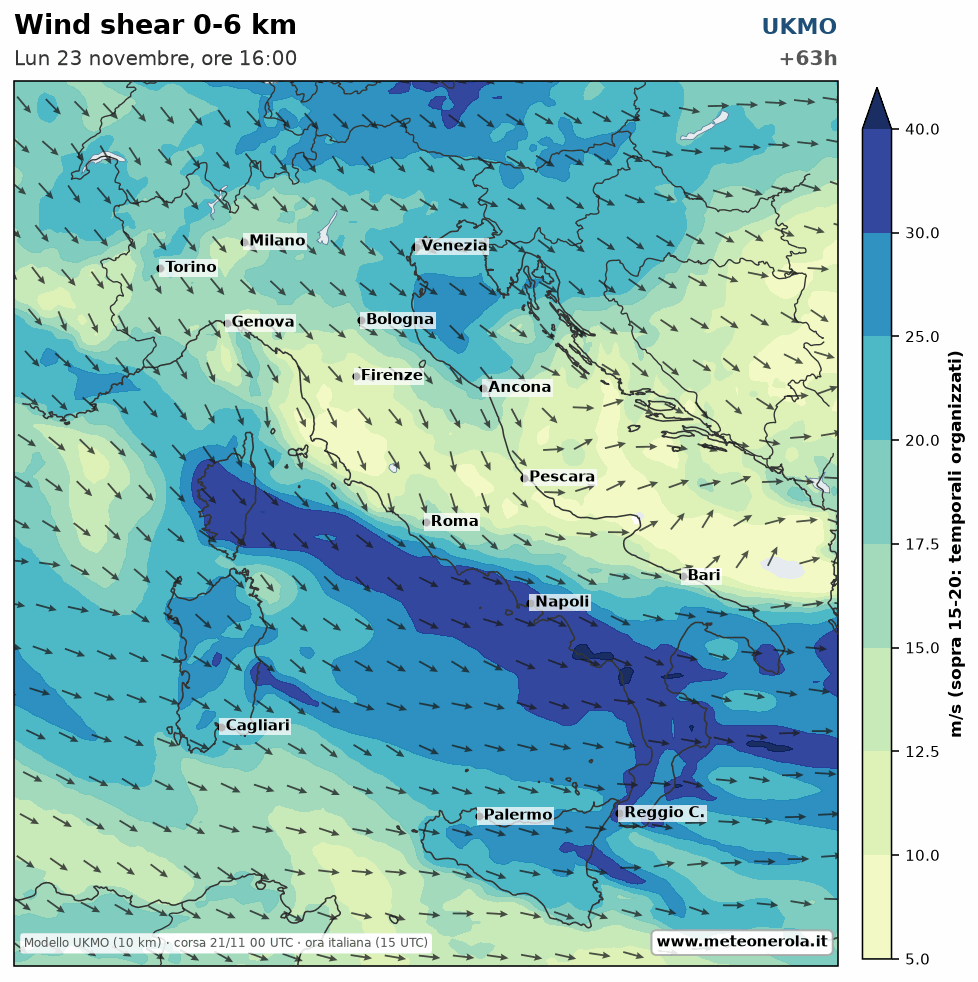 Wind shear 0-6 km
UKMO
Lun 23 novembre, ore 16:00
+63h
Milano
Venezia
Torino
Genova
Bologna
Firenze
Ancona
Pescara
Roma
Bari
Napoli
Cagliari
Palermo
Reggio C.
Modello UKMO (10 km) · corsa 21/11 00 UTC · ora italiana (15 UTC)
www.meteonerola.it
40.0
30.0
25.0
20.0
17.5
15.0
12.5
10.0
5.0
m/s (sopra 15-20: temporali organizzati)